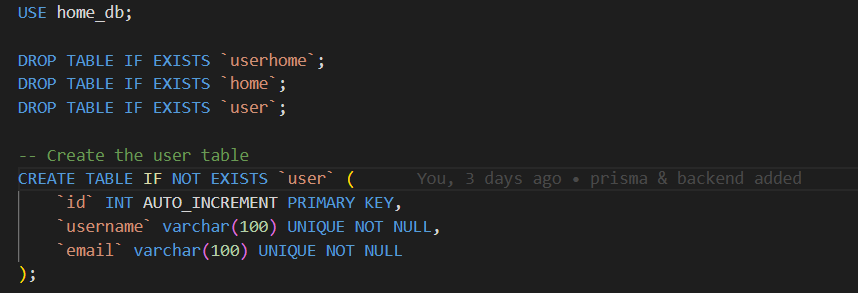 USE home_db;
DROP TABLE IF EXISTS `userhome`;
DROP TABLE IF EXISTS `home`;
DROP TABLE IF EXISTS `user`;
-- Create the user table
CREATE TABLE IF NOT EXISTS `user` ( You, 3 days ago • prisma & backend added
`id` INT AUTO_INCREMENT PRIMARY KEY,
`username` varchar(100) UNIQUE NOT NULL,
`email` varchar(100) UNIQUE NOT NULL
);